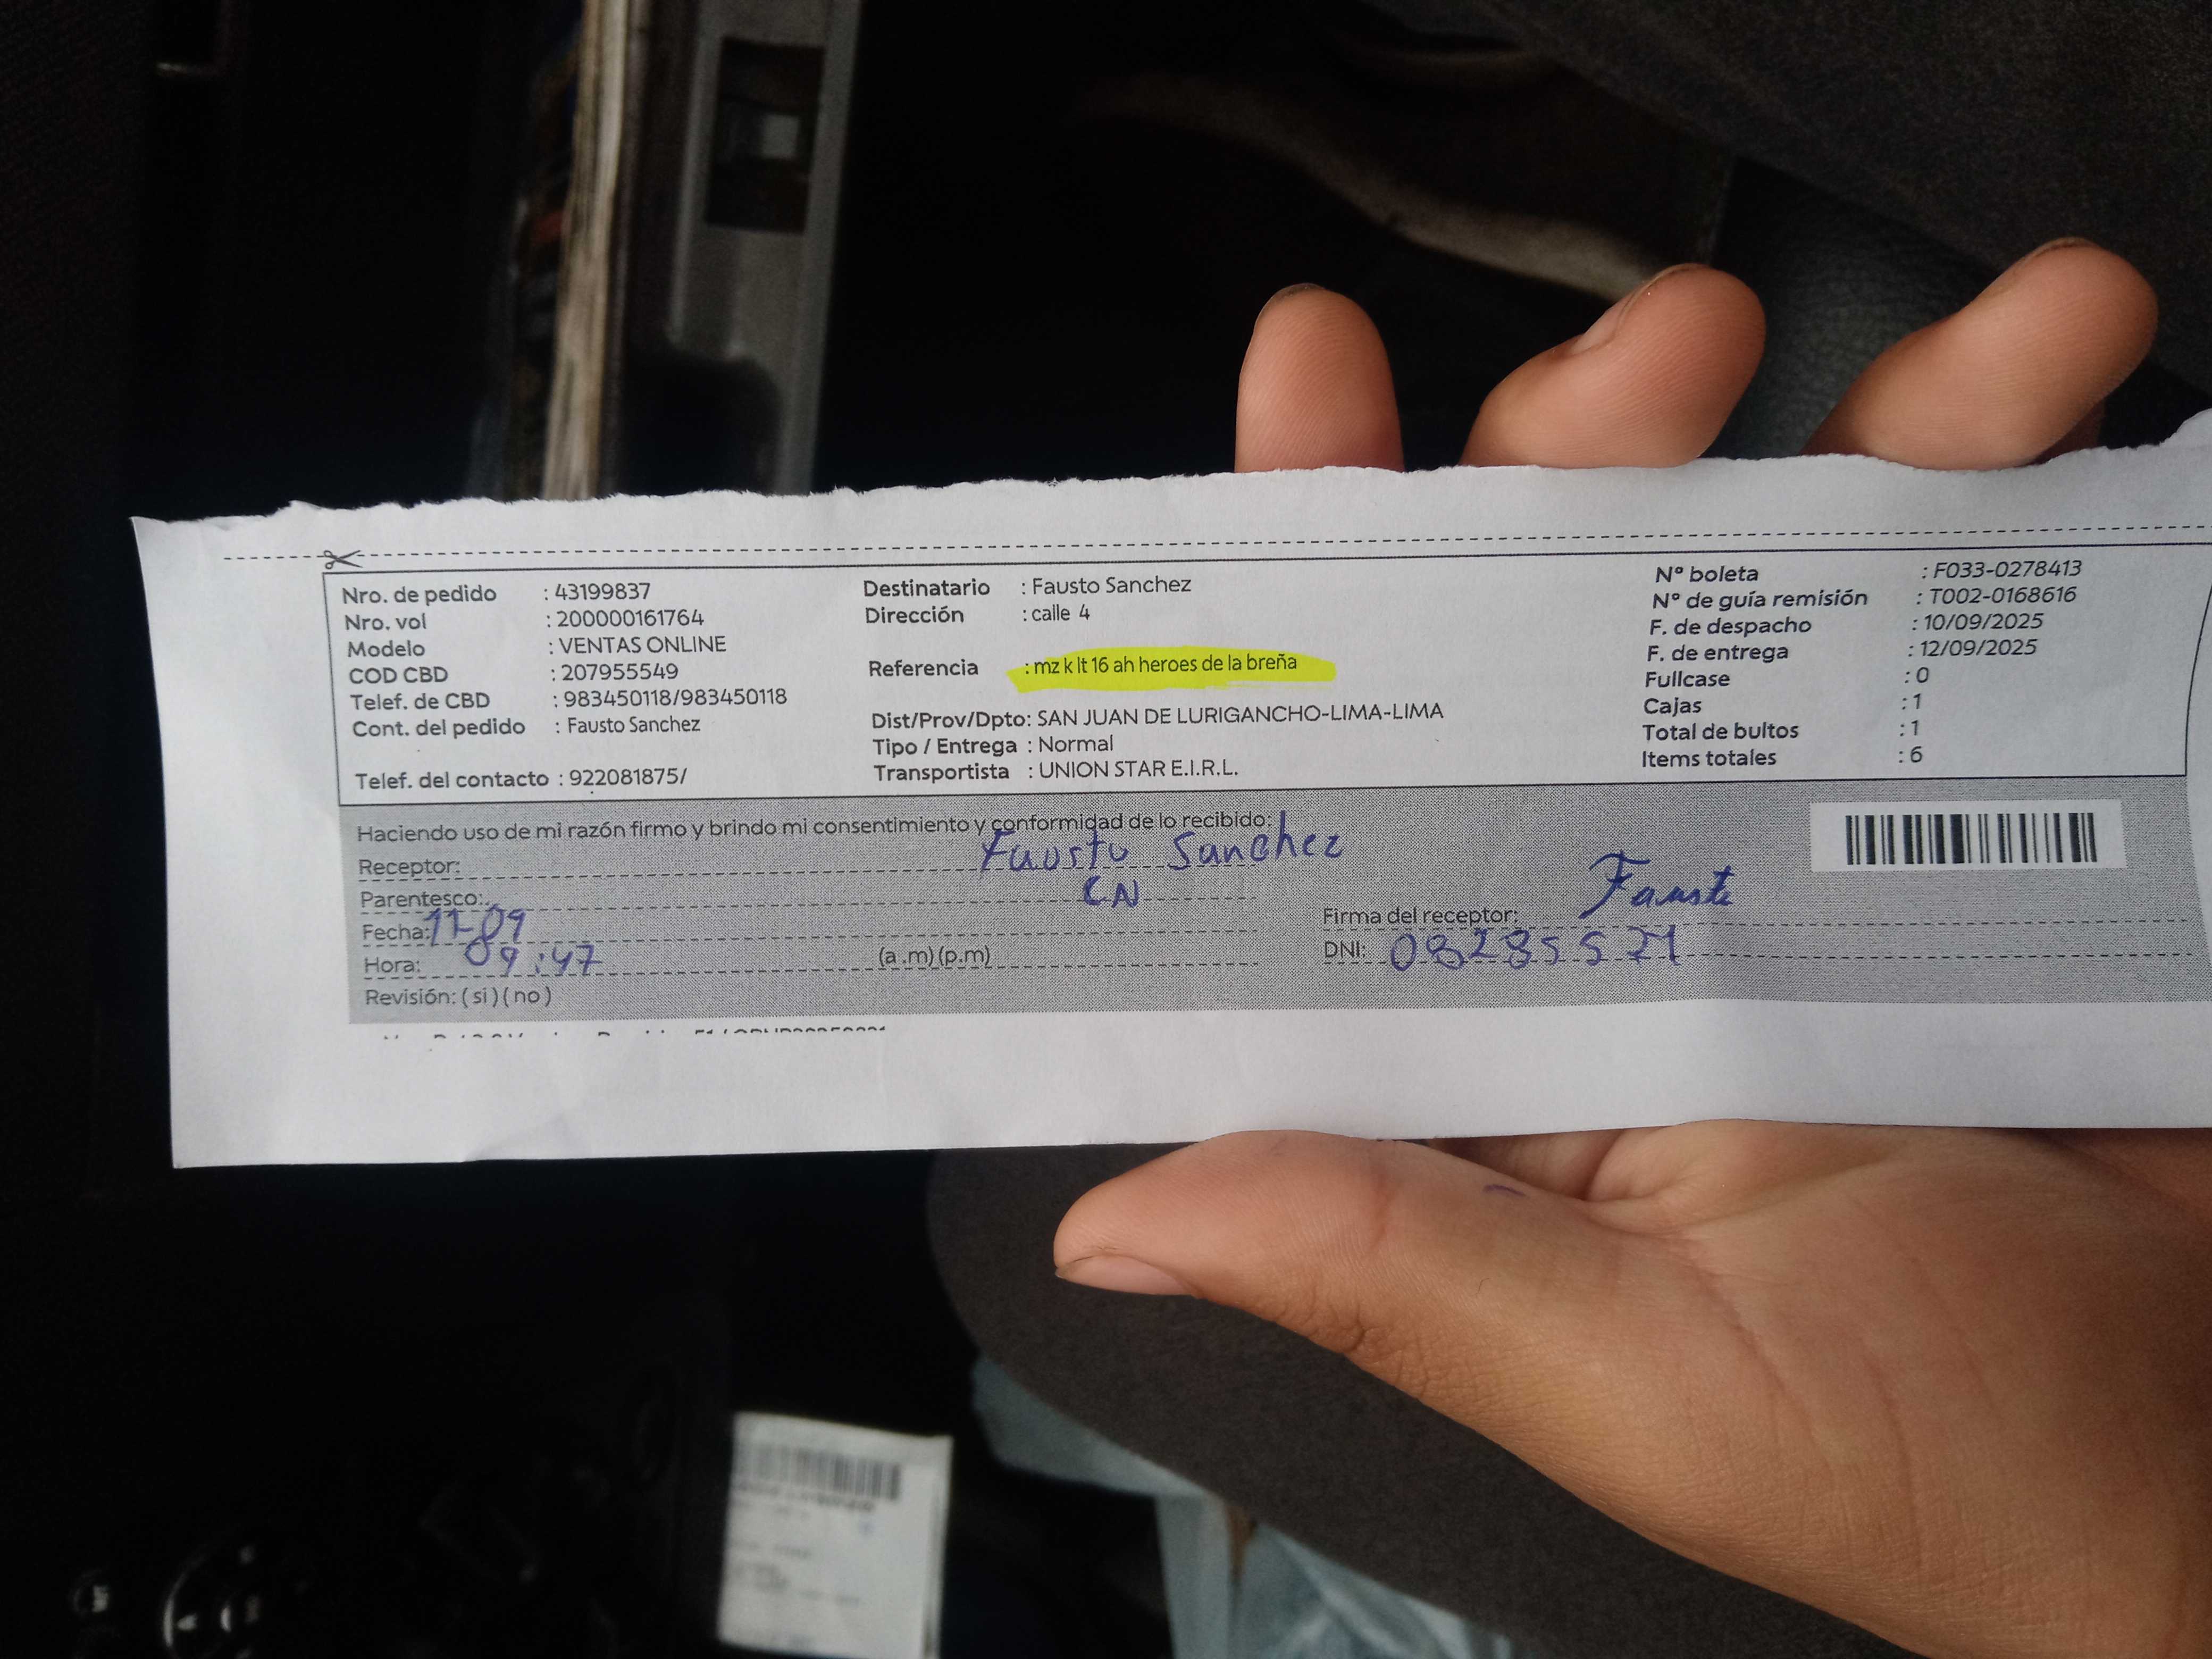 Nro. de pedido : 43199837
Nro. vol : 200000161764
Modelo : VENTAS ONLINE
COD CBD : 207955549
Telef. de CBD : 983450118/983450118
Cont. del pedido : Fausto Sanchez
Telef. del contacto : 922081875/
Destinatario : Fausto Sanchez
Dirección : calle 4
Referencia : mz k lt 16 ah heroes de la breña
Dist/Prov/Dpto: SAN JUAN DE LURIGANCHO-LIMA-LIMA
Tipo / Entrega : Normal
Transportista : UNION STAR E.I.R.L.
N° boleta : F033-0278413
N° de guía remisión : T002-0168616
F. de despacho : 10/09/2025
F. de entrega : 12/09/2025
Fullcase : 0
Cajas : 1
Total de bultos : 1
Items totales : 6
Haciendo uso de mi razón firmo y brindo mi consentimiento y conformidad de lo recibido:
Receptor: Fausto Sanchez
Parentesco: CN
Fecha: 11-09
Hora: 09:47 (a.m)(p.m)
Revisión: ( si ) ( no )
Firma del receptor: Fausto
DNI: